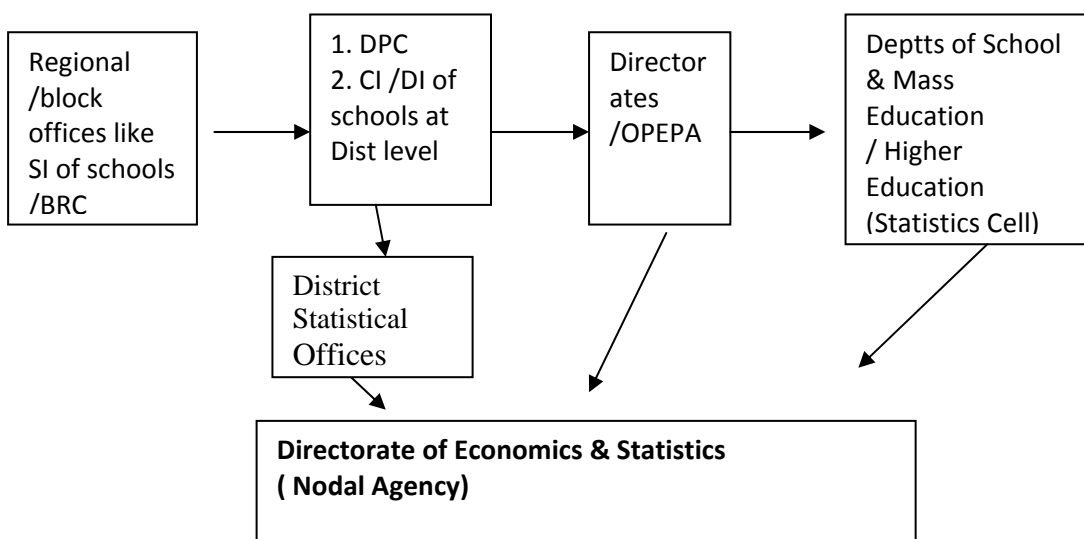 Regional
/block
offices like
SI of schools
/BRC
1. DPC
2. CI /DI of
schools at
Dist level
Director
ates
/OPEPA
Deptts of School
& Mass
Education
/ Higher
Education
(Statistics Cell)
District
Statistical
Offices
Directorate of Economics & Statistics
( Nodal Agency)